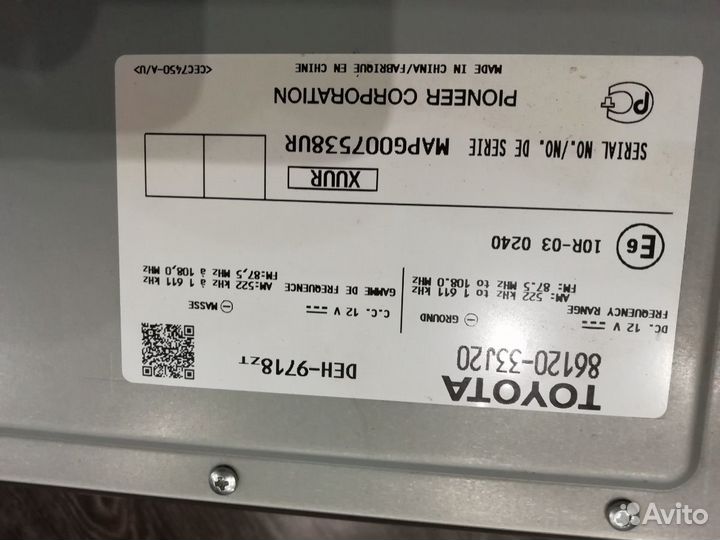 TOYOTA
86120-33J20
DEH-9718ZT
DC. 12 V ⎓ ⊖ GROUND
FREQUENCY RANGE
AM: 522 kHz to 1 611 kHz
FM: 87.5 MHz to 108.0 MHz
C.C. 12 V ⎓ ⊖ MASSE
GAMME DE FREQUENCE
AM:522 kHz à 1 611 kHz
FM:87,5 MHz à 108,0 MHz
E6 10R-03 0240
XUUR
SERIAL NO./NO. DE SERIE MAPG007538UR
PC
PIONEER CORPORATION
MADE IN CHINA/FABRIQUE EN CHINE
<CEC7450-A/U>
Avito